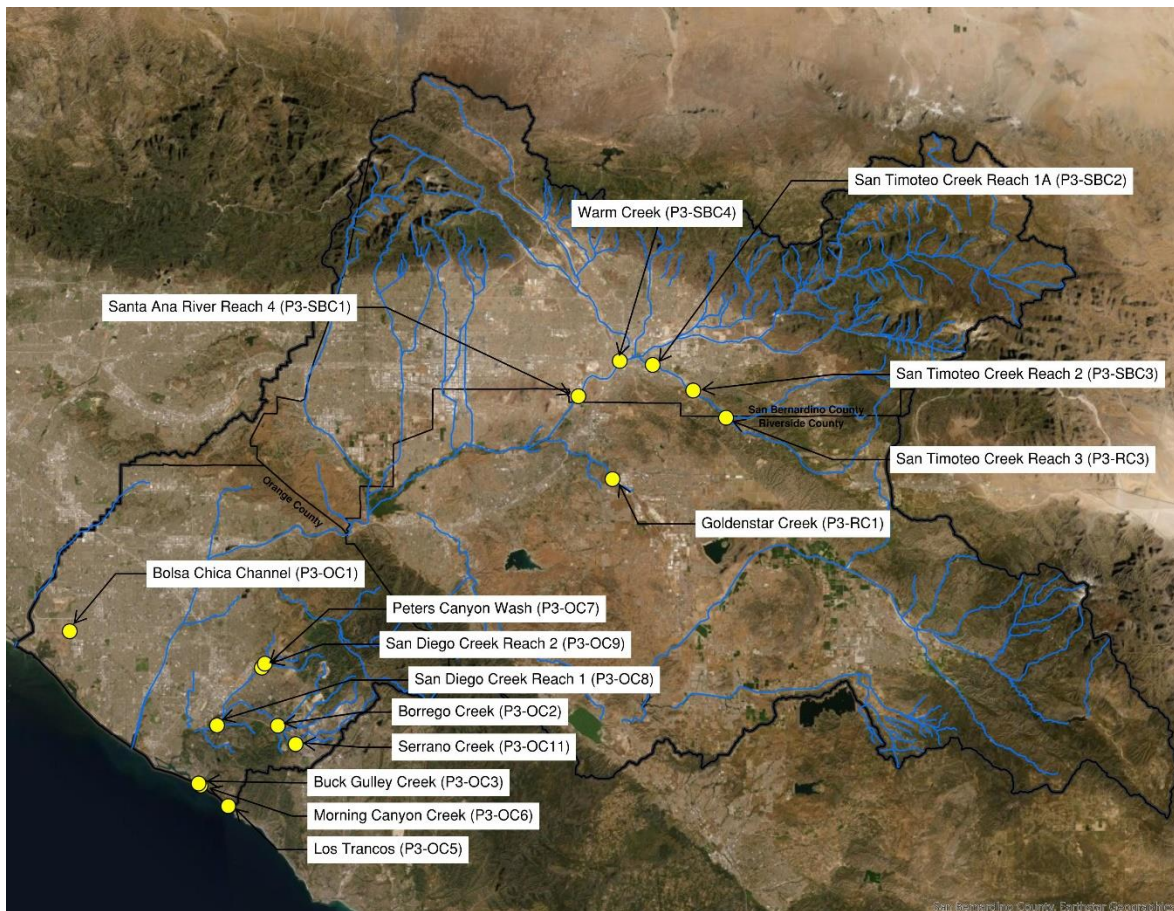 San Timoteo Creek Reach 1A (P3-SBC2)
Warm Creek (P3-SBC4)
Santa Ana River Reach 4 (P3-SBC1)
San Timoteo Creek Reach 2 (P3-SBC3)
San Bernardino County
Riverside County
San Timoteo Creek Reach 3 (P3-RC3)
Orange County
Goldenstar Creek (P3-RC1)
Bolsa Chica Channel (P3-OC1)
Peters Canyon Wash (P3-OC7)
San Diego Creek Reach 2 (P3-OC9)
San Diego Creek Reach 1 (P3-OC8)
Borrego Creek (P3-OC2)
Serrano Creek (P3-OC11)
Buck Gulley Creek (P3-OC3)
Morning Canyon Creek (P3-OC6)
Los Trancos (P3-OC5)
San Bernardino County, Earthstar Geographics